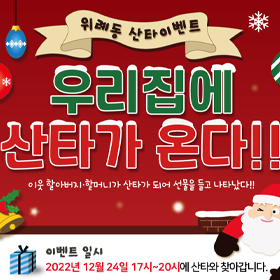 위례동 산타이벤트
우리집에
산타가 온다!!
이웃 할아버지·할머니가 산타가 되어 선물을 들고 나타났다!!
이벤트 일시
2022년 12월 24일 17시~20시에 산타와 찾아갑니다.